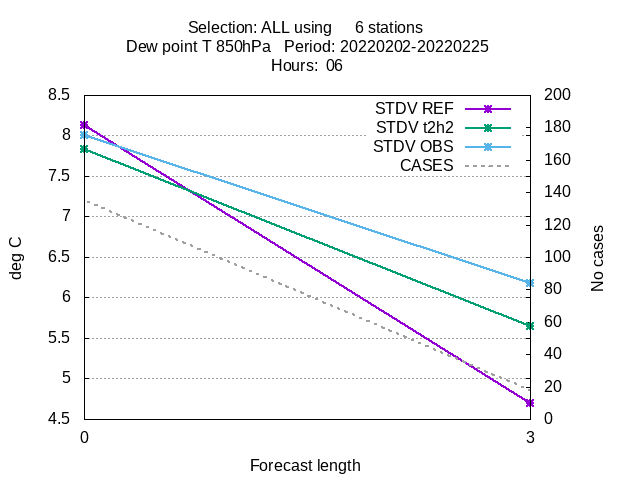 Selection: ALL using 6 stations
Dew point T 850hPa Period: 20220202-20220225
Hours: 06
8.5
8
7.5
7
6.5
6
5.5
5
4.5
200
180
160
140
120
100
80
60
40
20
0
STDV REF
STDV t2h2
STDV OBS
CASES
deg C
No cases
0
3
Forecast length